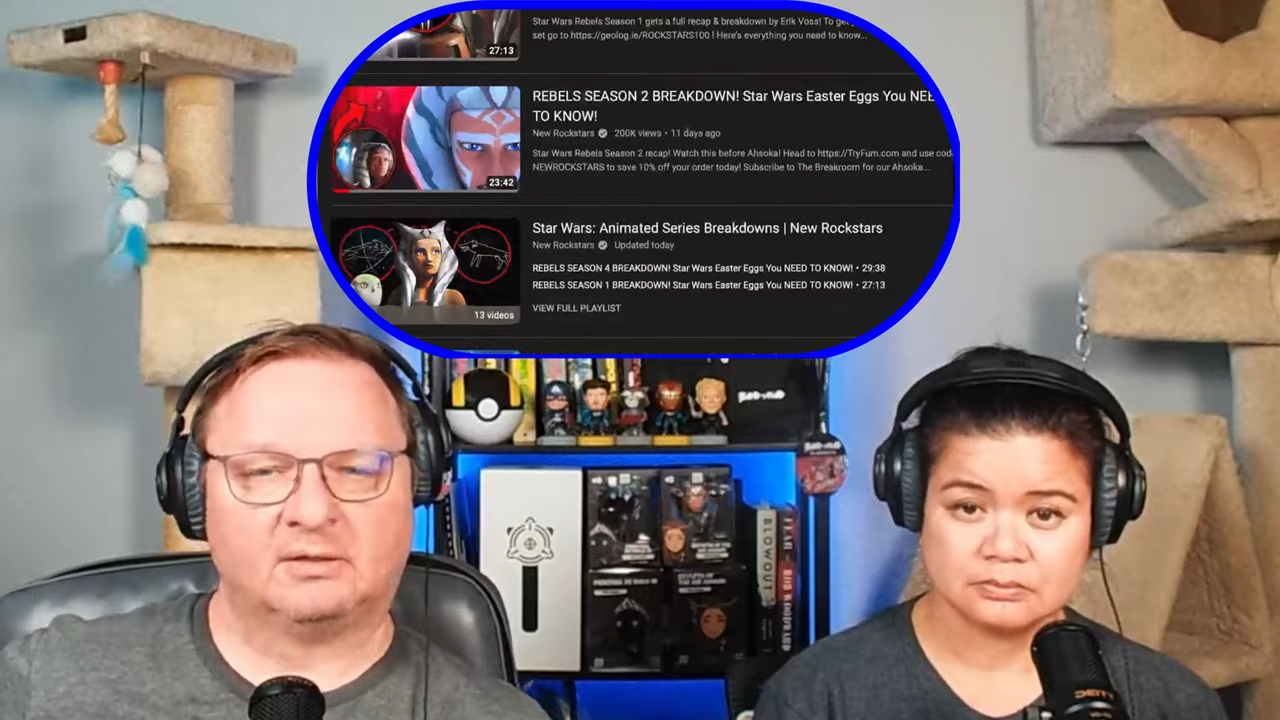 Star Wars Rebels Season 1 gets a full recap & breakdown by Erik Voss! To get
set go to https://geolog.ie/ROCKSTARS100 ! Here's everything you need to know...
27:13
REBELS SEASON 2 BREAKDOWN! Star Wars Easter Eggs You NEE
TO KNOW!
New Rockstars 200K views • 11 days ago
Star Wars Rebels Season 2 recap! Watch this before Ahsoka! Head to https://TryFum.com and use cod
NEWROCKSTARS to save 10% off your order today! Subscribe to The Breakroom for our Ahsoka...
23:42
Star Wars: Animated Series Breakdowns | New Rockstars
New Rockstars Updated today
REBELS SEASON 4 BREAKDOWN! Star Wars Easter Eggs You NEED TO KNOW! • 29:38
REBELS SEASON 1 BREAKDOWN! Star Wars Easter Eggs You NEED TO KNOW! • 27:13
VIEW FULL PLAYLIST
13 videos
BLOWOUT
FEAR
BOB WOODWARD